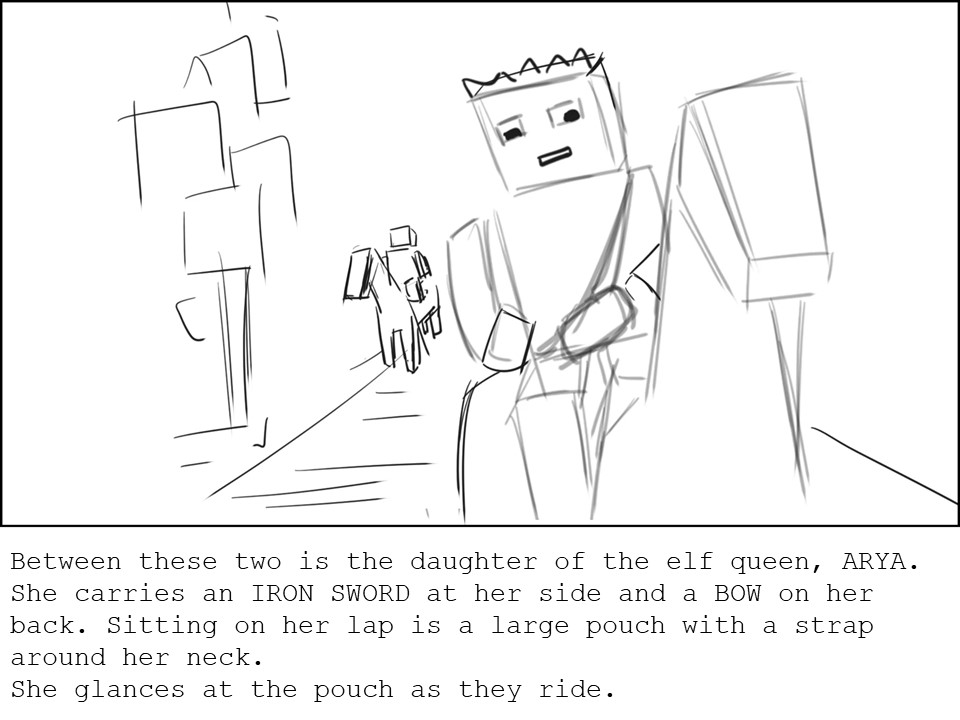 Between these two is the daughter of the elf queen, ARYA.
She carries an IRON SWORD at her side and a BOW on her
back. Sitting on her lap is a large pouch with a strap
around her neck.
She glances at the pouch as they ride.